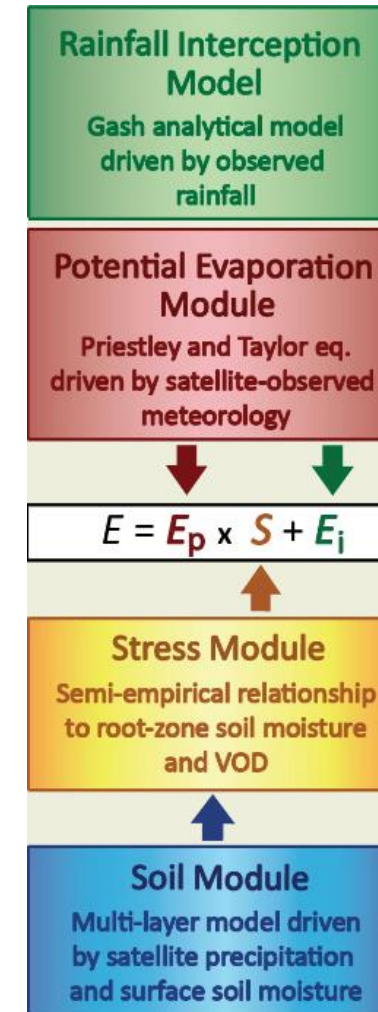 Rainfall Interception
Model
Gash analytical model
driven by observed
rainfall
Potential Evaporation
Module
Priestley and Taylor eq.
driven by satellite-observed
meteorology
E = Ep x S + Ei
Stress Module
Semi-empirical relationship
to root-zone soil moisture
and VOD
Soil Module
Multi-layer model driven
by satellite precipitation
and surface soil moisture